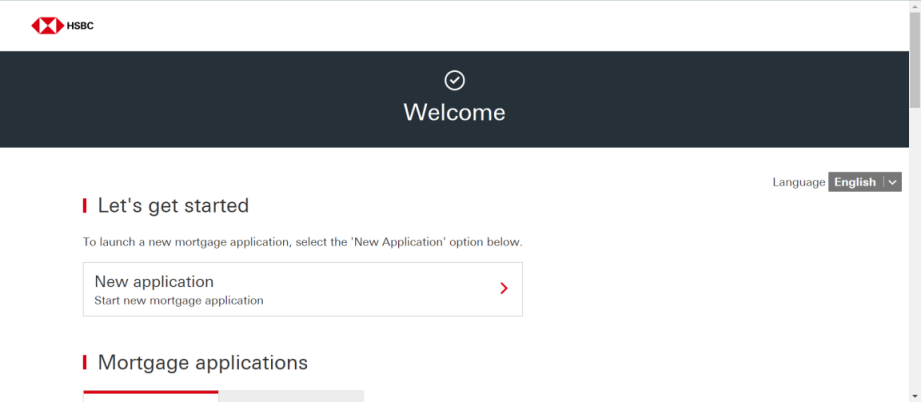 HSBC
Welcome
Language English
Let's get started
To launch a new mortgage application, select the 'New Application' option below.
New application
Start new mortgage application
Mortgage applications